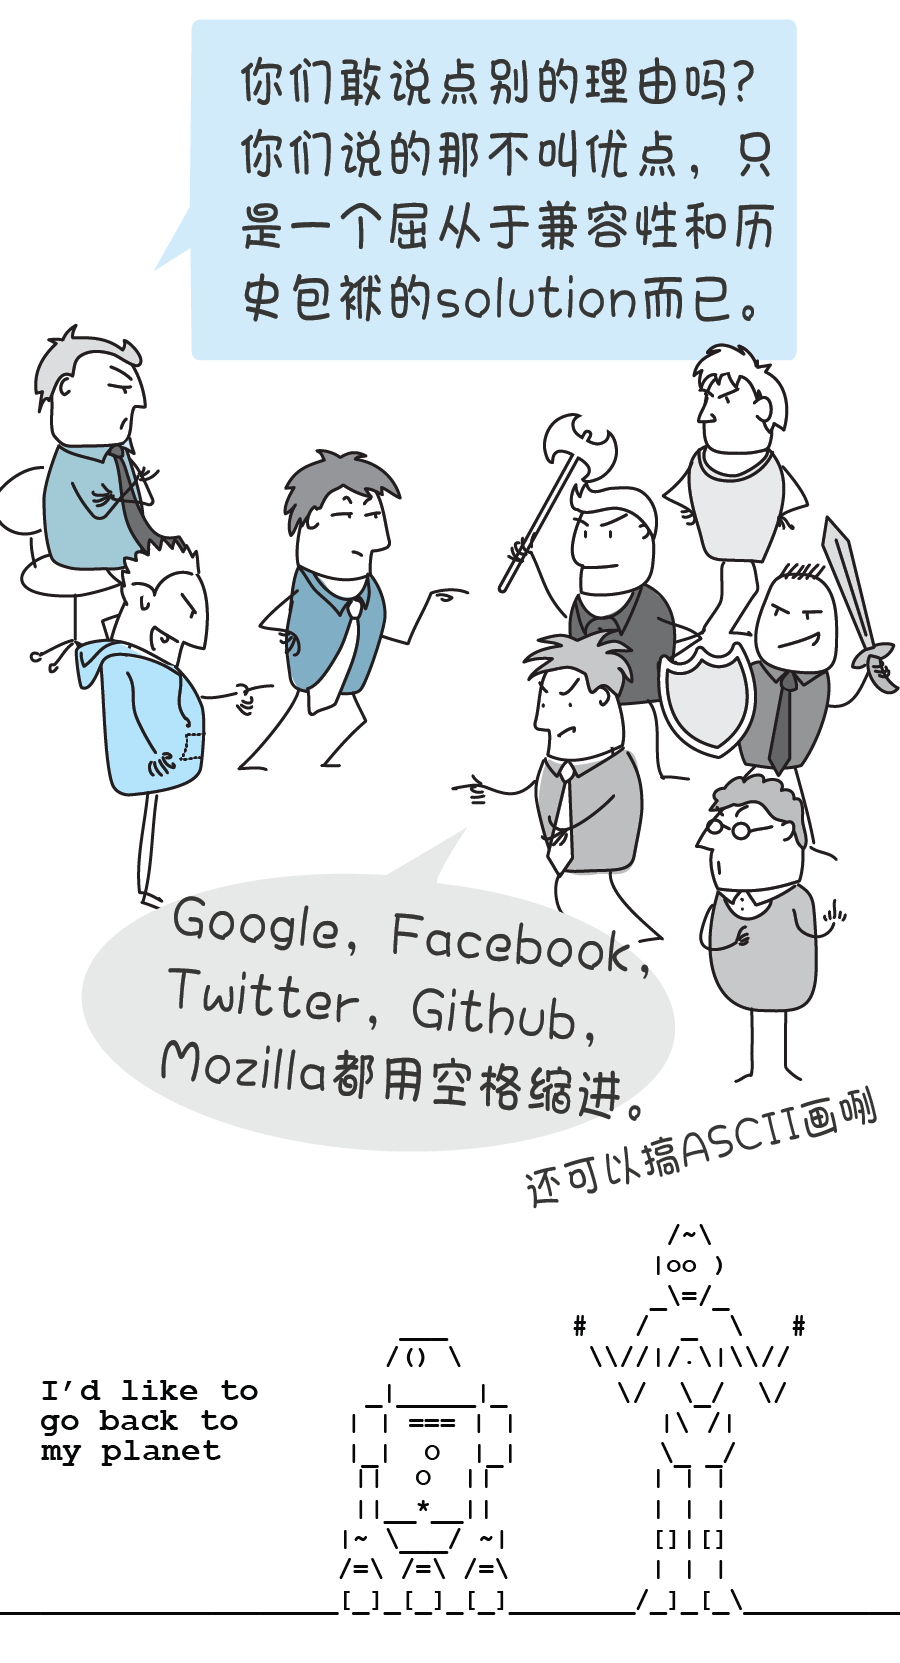 你们敢说点别的理由吗？
你们说的那不叫优点，只
是一个屈从于兼容性和历
史包袱的solution而已。
Google，Facebook，
Twitter，Github，
Mozilla都用空格缩进。
还可以搞ASCII画咧
I’d like to
go back to
my planet